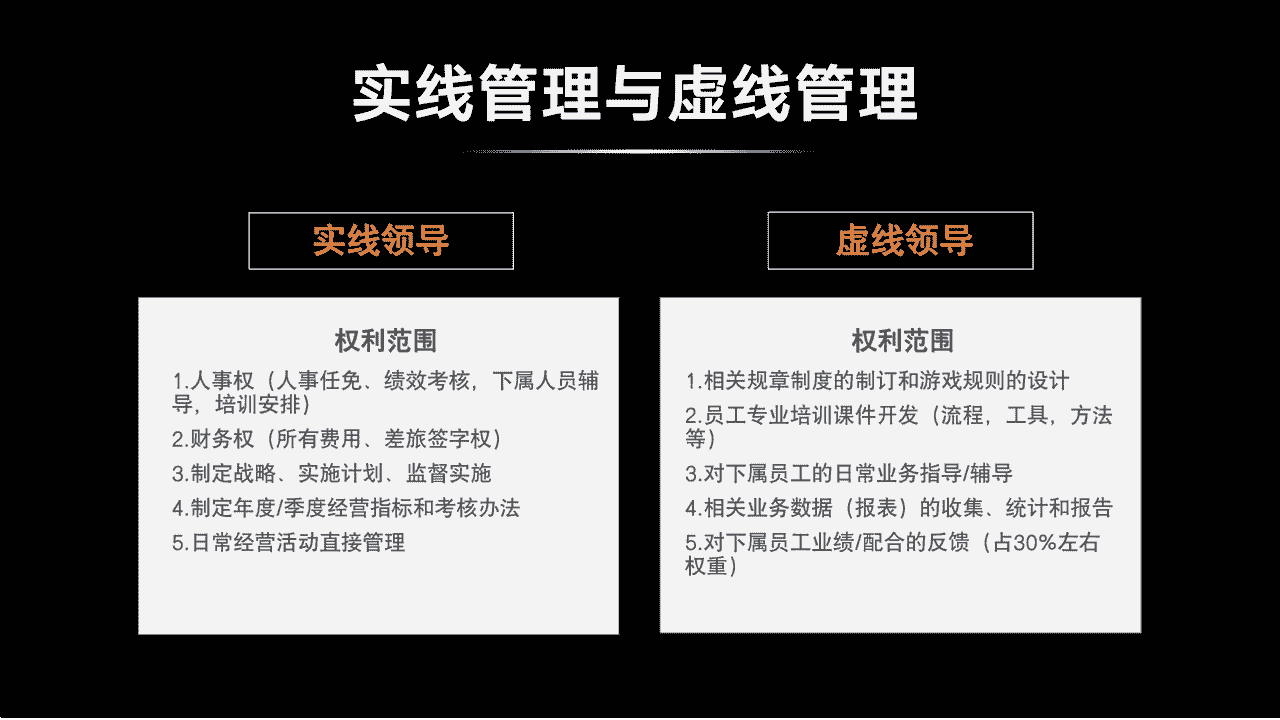 实线管理与虚线管理
实线领导
虚线领导
权利范围
1.人事权（人事任免、绩效考核，下属人员辅
导，培训安排）
2.财务权（所有费用、差旅签字权）
3.制定战略、实施计划、监督实施
4.制定年度/季度经营指标和考核办法
5.日常经营活动直接管理
权利范围
1.相关规章制度的制订和游戏规则的设计
2.员工专业培训课件开发（流程，工具，方法
等）
3.对下属员工的日常业务指导/辅导
4.相关业务数据（报表）的收集、统计和报告
5.对下属员工业绩/配合的反馈（占30%左右
权重）